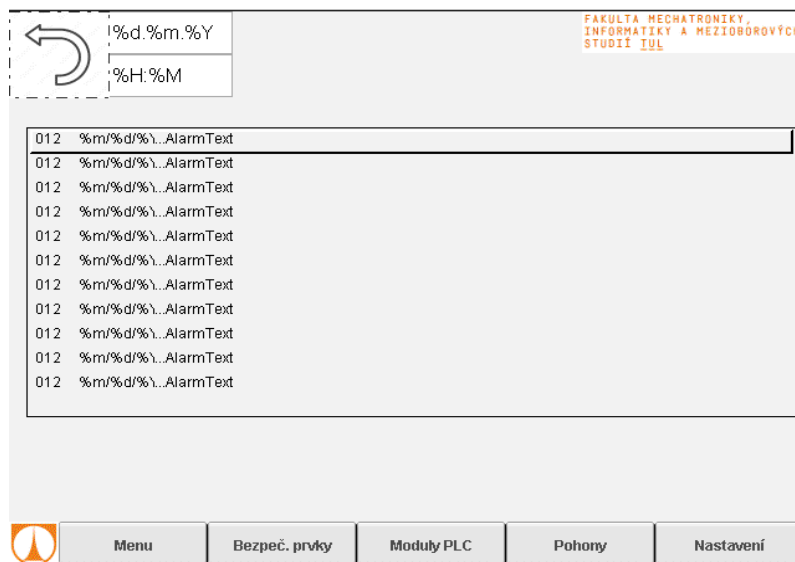 %d.%m.%Y
%H:%M
FAKULTA MECHATRONIKY,
INFORMATIKY A MEZIOBOROVÝCH
STUDIÍ TUL
012 %m/%d/%\...AlarmText
012 %m/%d/%\...AlarmText
012 %m/%d/%\...AlarmText
012 %m/%d/%\...AlarmText
012 %m/%d/%\...AlarmText
012 %m/%d/%\...AlarmText
012 %m/%d/%\...AlarmText
012 %m/%d/%\...AlarmText
012 %m/%d/%\...AlarmText
012 %m/%d/%\...AlarmText
012 %m/%d/%\...AlarmText
Menu
Bezpeč. prvky
Moduly PLC
Pohony
Nastavení